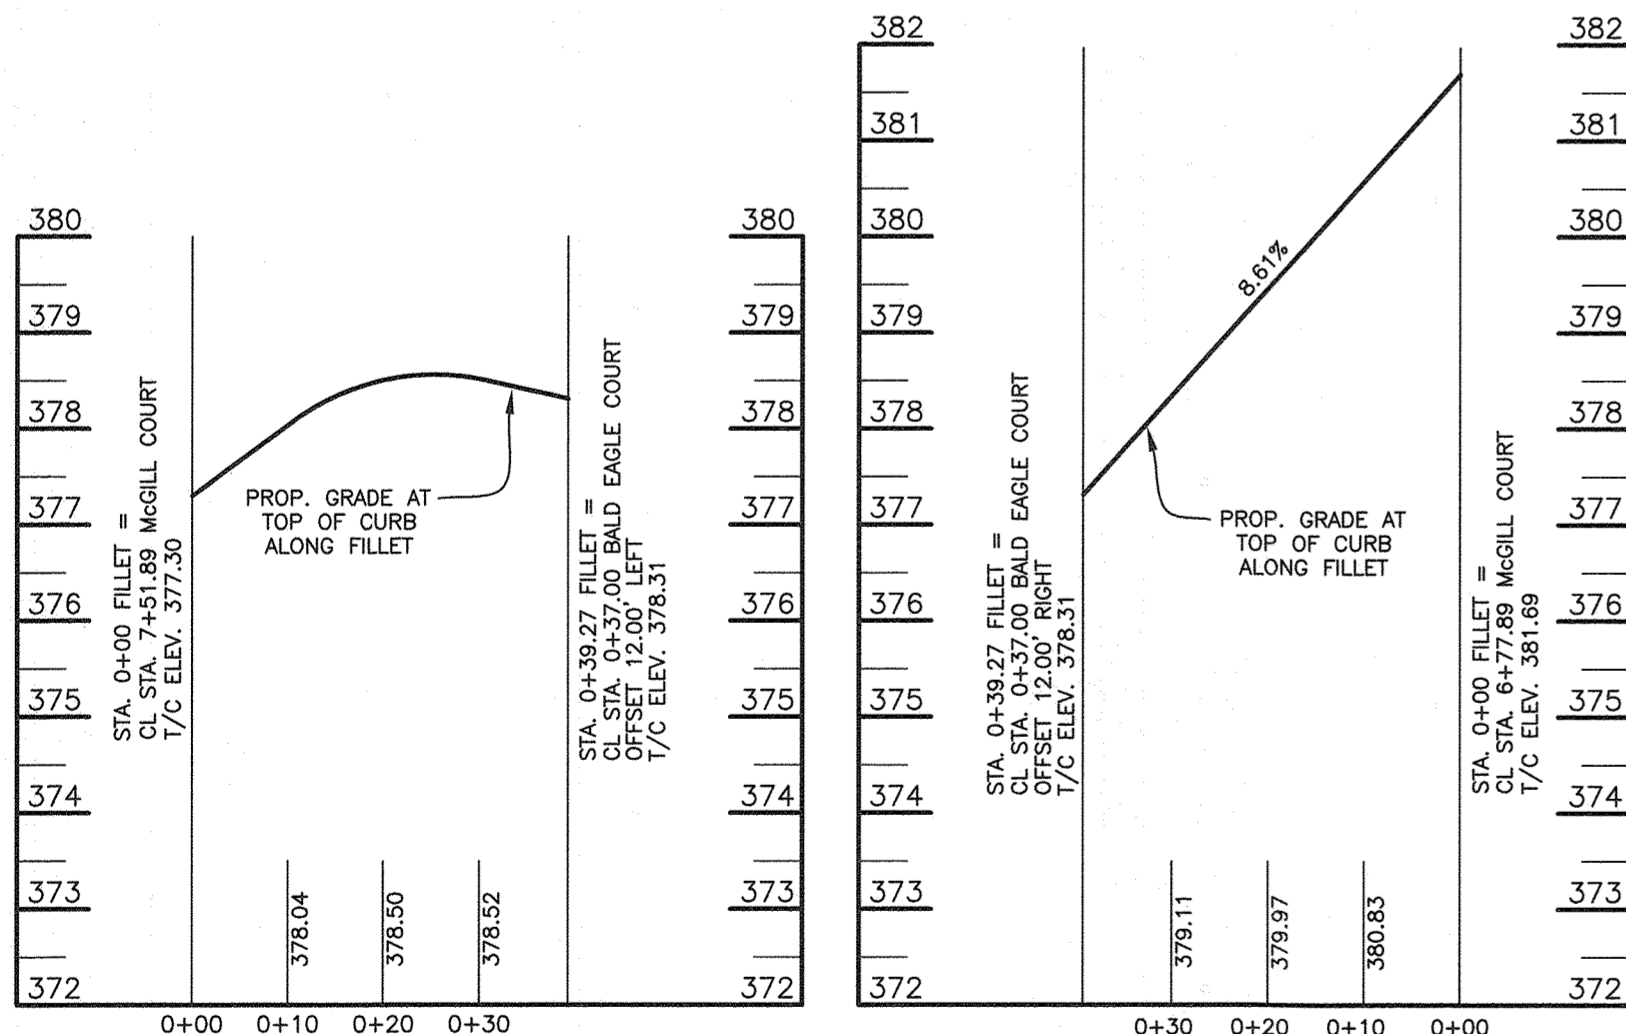 380
379
378
377
376
375
374
373
372
STA. 0+00 FILLET =
CL STA. 7+51.89 McGILL COURT
T/C ELEV. 377.30
PROP. GRADE AT
TOP OF CURB
ALONG FILLET
378.04
378.50
378.52
0+00 0+10 0+20 0+30
STA. 0+39.27 FILLET =
CL STA. 0+37.00 BALD EAGLE COURT
OFFSET 12.00' LEFT
T/C ELEV. 378.31
380
379
378
377
376
375
374
373
372
382
381
380
379
378
377
376
375
374
373
372
STA. 0+39.27 FILLET =
CL STA. 0+37.00 BALD EAGLE COURT
OFFSET 12.00' RIGHT
T/C ELEV. 378.31
8.61%
PROP. GRADE AT
TOP OF CURB
ALONG FILLET
379.11
379.97
380.83
0+30 0+20 0+10 0+00
STA. 0+00 FILLET =
CL STA. 6+77.89 McGILL COURT
T/C ELEV. 381.69
382
381
380
379
378
377
376
375
374
373
372